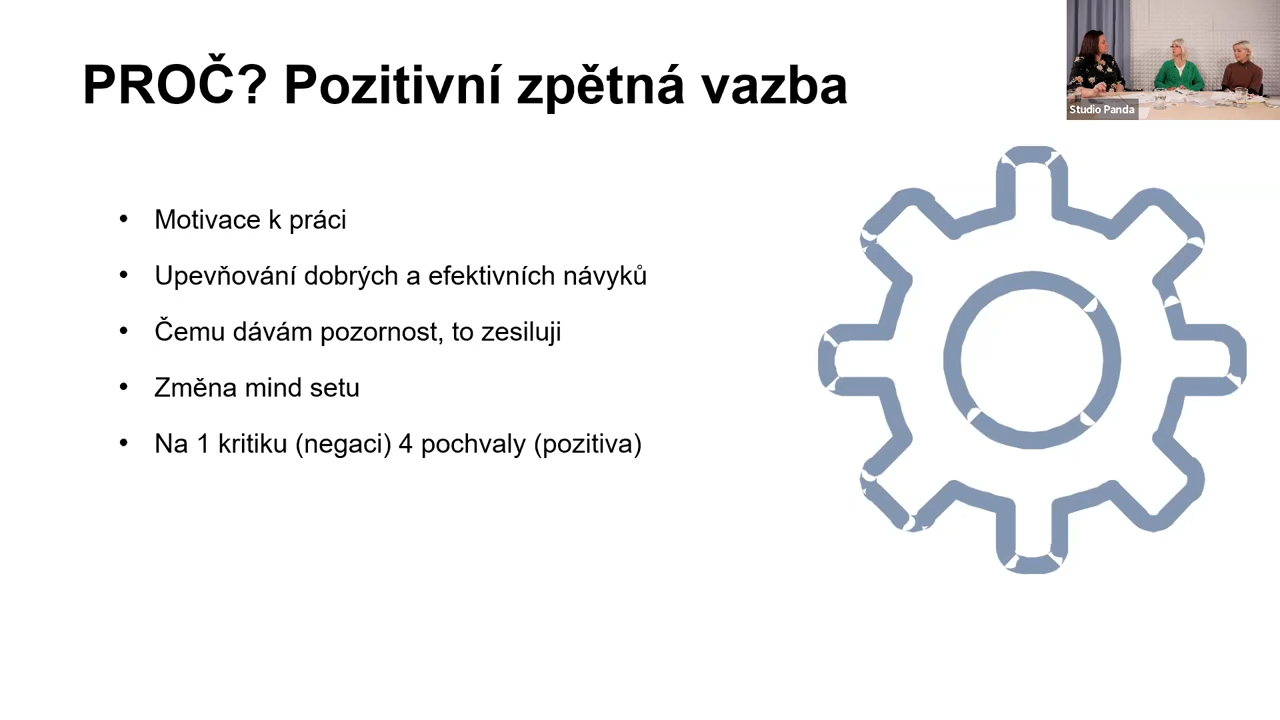 PROČ? Pozitivní zpětná vazba
Studio Panda
• Motivace k práci
• Upevňování dobrých a efektivních návyků
• Čemu dávám pozornost, to zesiluji
• Změna mind setu
• Na 1 kritiku (negaci) 4 pochvaly (pozitiva)